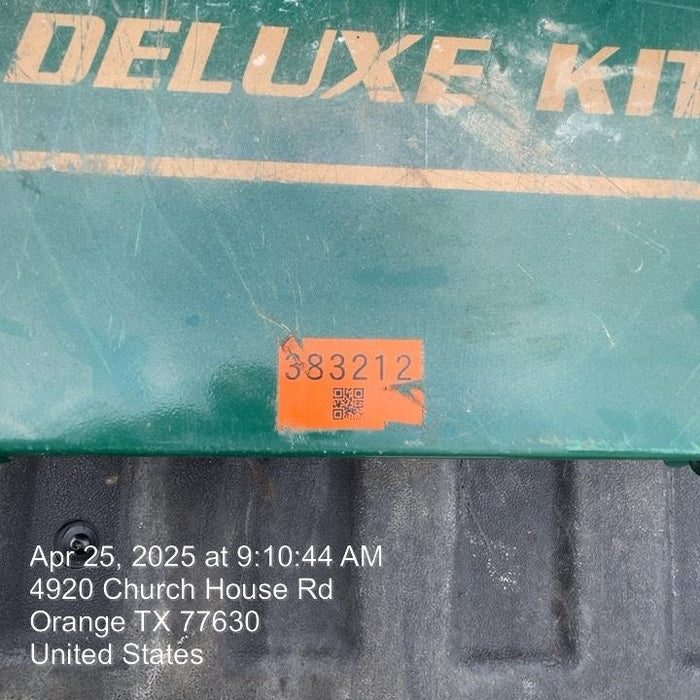 DELUXE KIT
383212
Apr 25, 2025 at 9:10:44 AM
4920 Church House Rd
Orange TX 77630
United States